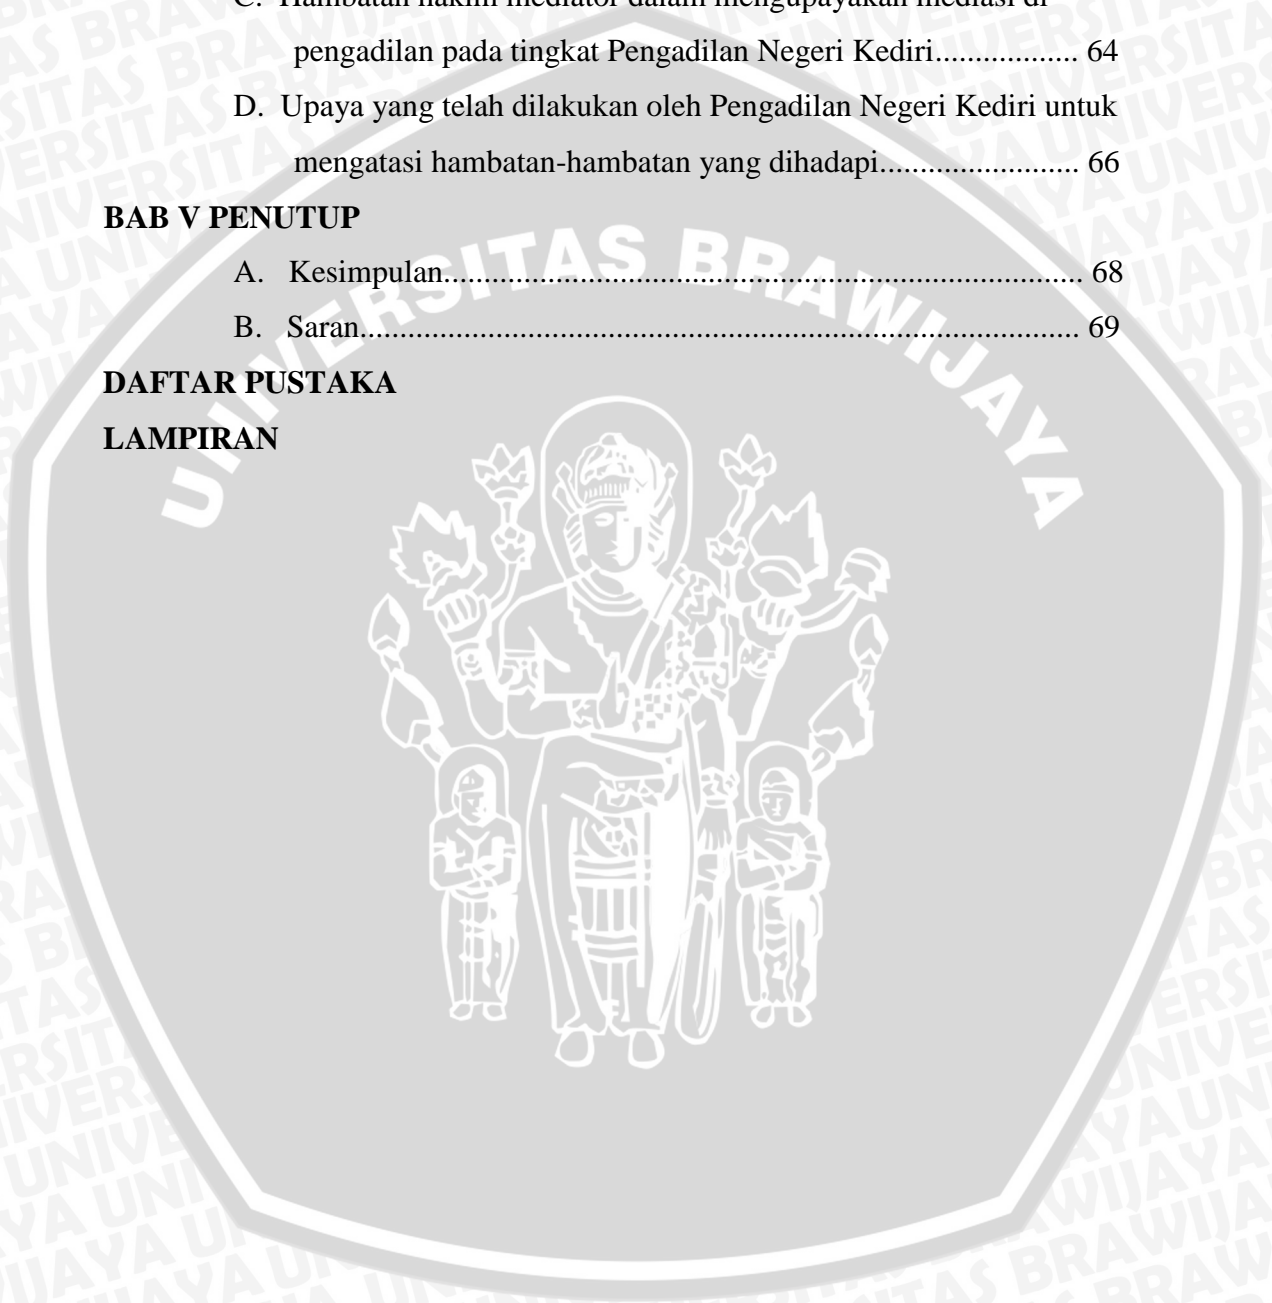 C. Hambatan hakim mediator dalam mengupayakan mediasi di
pengadilan pada tingkat Pengadilan Negeri Kediri.................. 64
D. Upaya yang telah dilakukan oleh Pengadilan Negeri Kediri untuk
mengatasi hambatan-hambatan yang dihadapi......................... 66
BAB V PENUTUP
A. Kesimpulan............................................................................... 68
B. Saran......................................................................................... 69
DAFTAR PUSTAKA
LAMPIRAN
UNIVERSITAS BRAWIJAYA